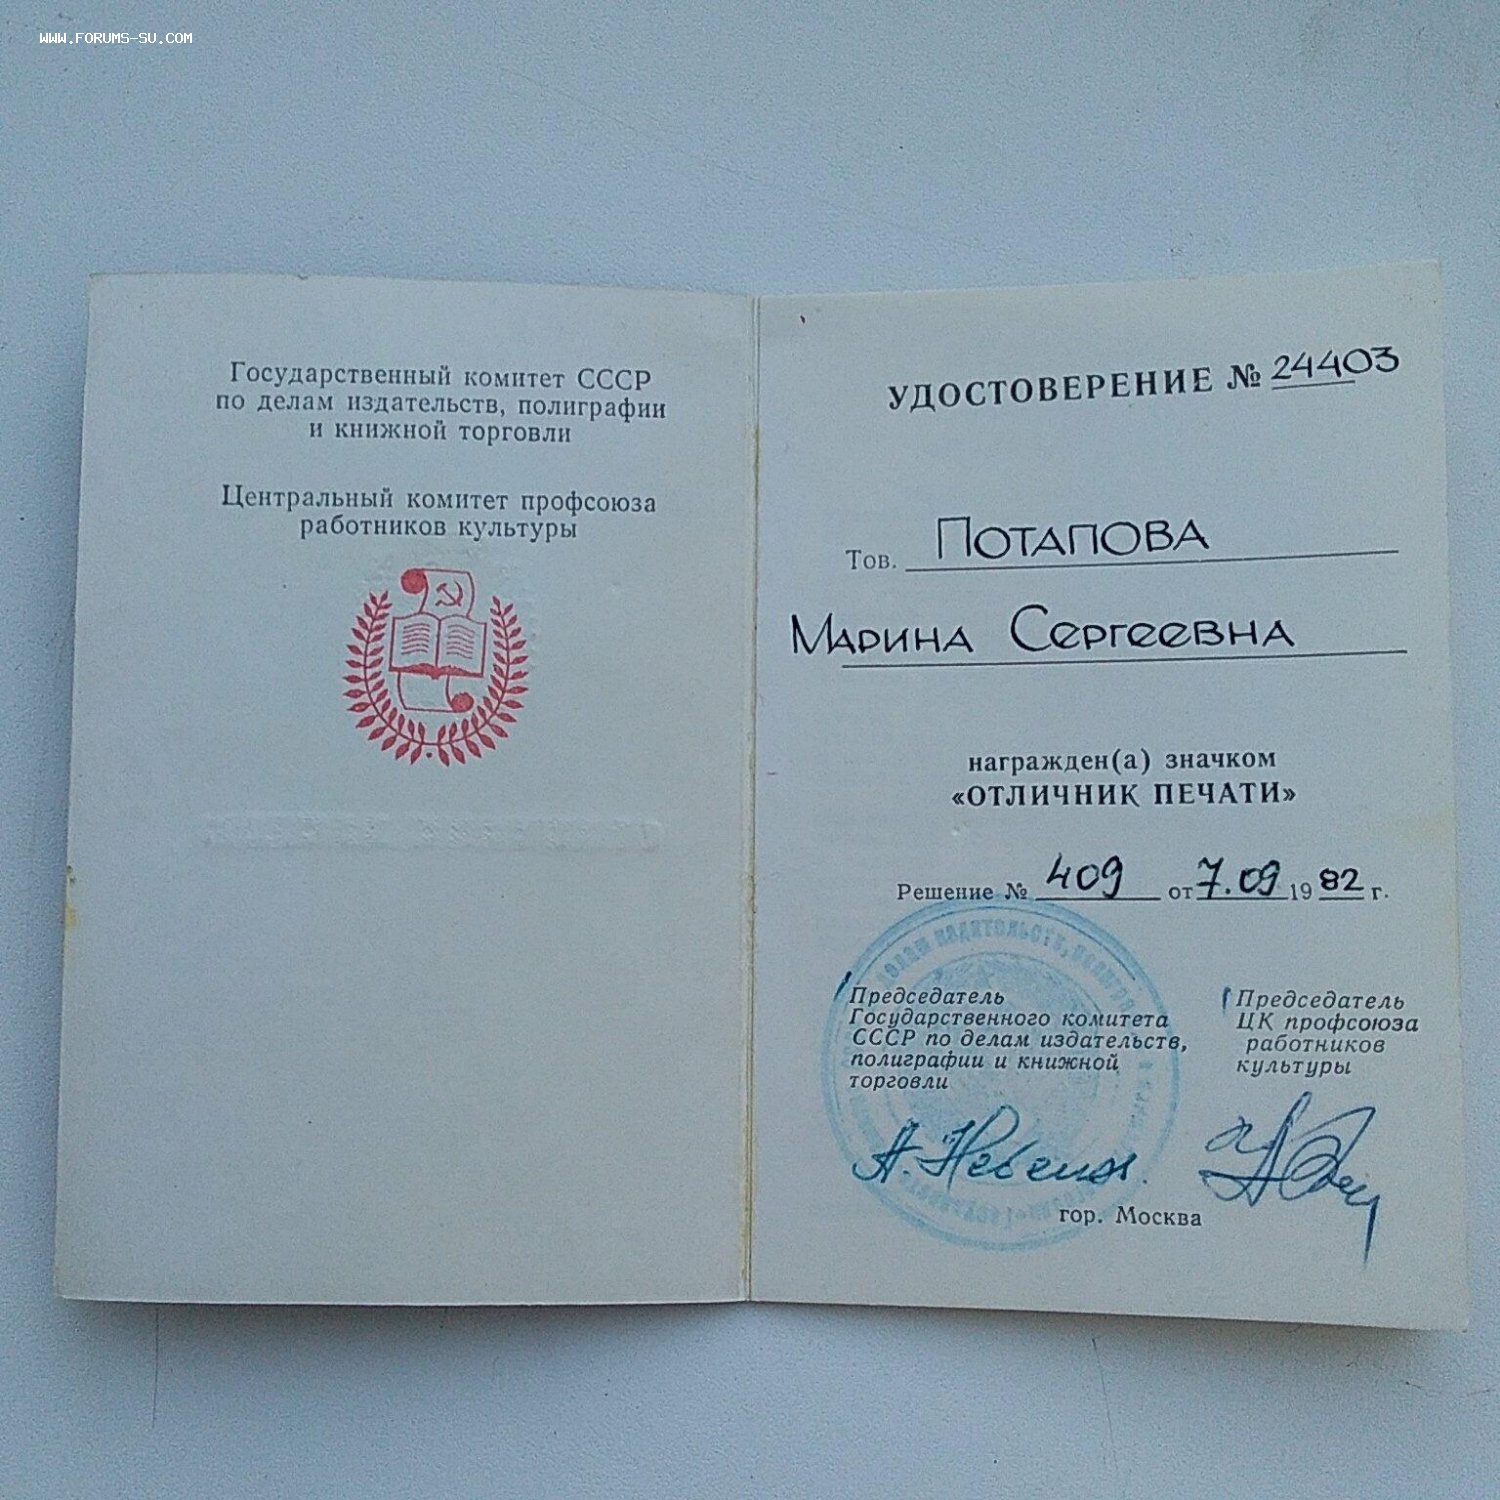 www.forums-su.com
Государственный комитет СССР
по делам издательств, полиграфии
и книжной торговли
Центральный комитет профсоюза
работников культуры
УДОСТОВЕРЕНИЕ № 24403
Тов. ПОТАПОВА
МАРИНА СЕРГЕЕВНА
награжден(а) значком
«ОТЛИЧНИК ПЕЧАТИ»
Решение № 409 от 7.09 1982 г.
Председатель
Государственного комитета
СССР по делам издательств,
полиграфии и книжной
торговли
Председатель
ЦК профсоюза
работников
культуры
гор. Москва